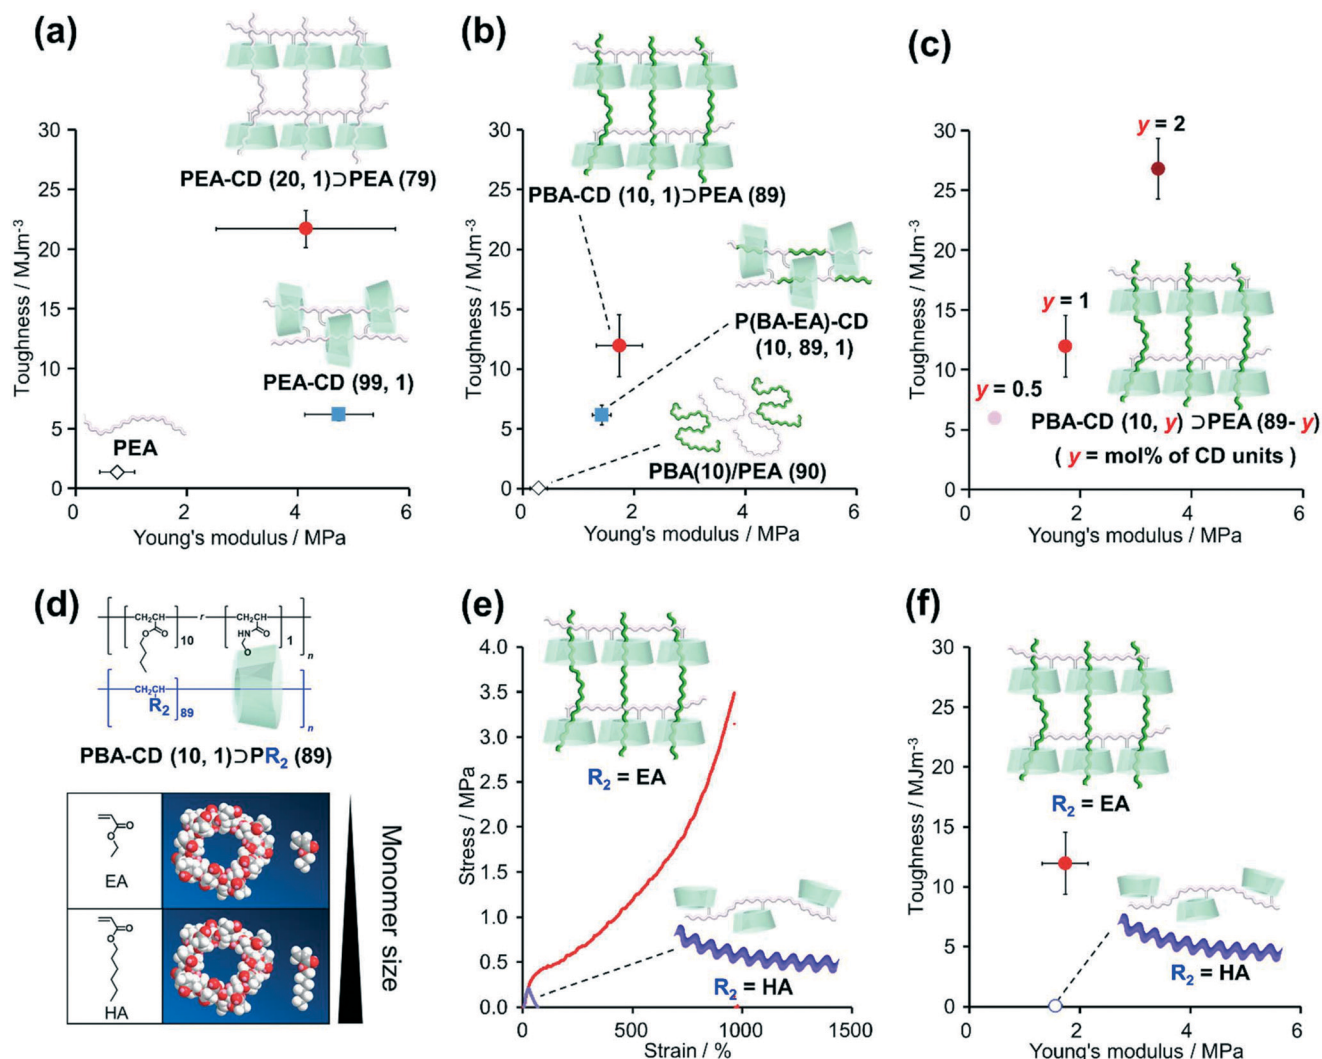 (a)
PEA-CD (20, 1)⊃PEA (79)
PEA-CD (99, 1)
PEA
Toughness / MJm⁻³
30
25
20
15
10
5
0
0 2 4 6
Young's modulus / MPa
(b)
PBA-CD (10, 1)⊃PEA (89)
P(BA-EA)-CD
(10, 89, 1)
PBA(10)/PEA (90)
Toughness / MJm⁻³
30
25
20
15
10
5
0
0 2 4 6
Young's modulus / MPa
(c)
y = 2
y = 1
y = 0.5
PBA-CD (10, y) ⊃PEA (89- y)
( y = mol% of CD units )
Toughness / MJm⁻³
30
25
20
15
10
5
0
0 2 4 6
Young's modulus / MPa
(d)
CH₂CH r CH₂CH
O O HN O
10 O 1 n
CH₂CH
R₂ 89 n
PBA-CD (10, 1)⊃PR₂ (89)
O
O
EA
O
O
HA
Monomer size
(e)
R₂ = EA
R₂ = HA
Stress / MPa
4.0
3.5
3.0
2.5
2.0
1.5
1.0
0.5
0.0
0 500 1000 1500
Strain / %
(f)
R₂ = EA
R₂ = HA
Toughness / MJm⁻³
30
25
20
15
10
5
0
0 2 4 6
Young's modulus / MPa